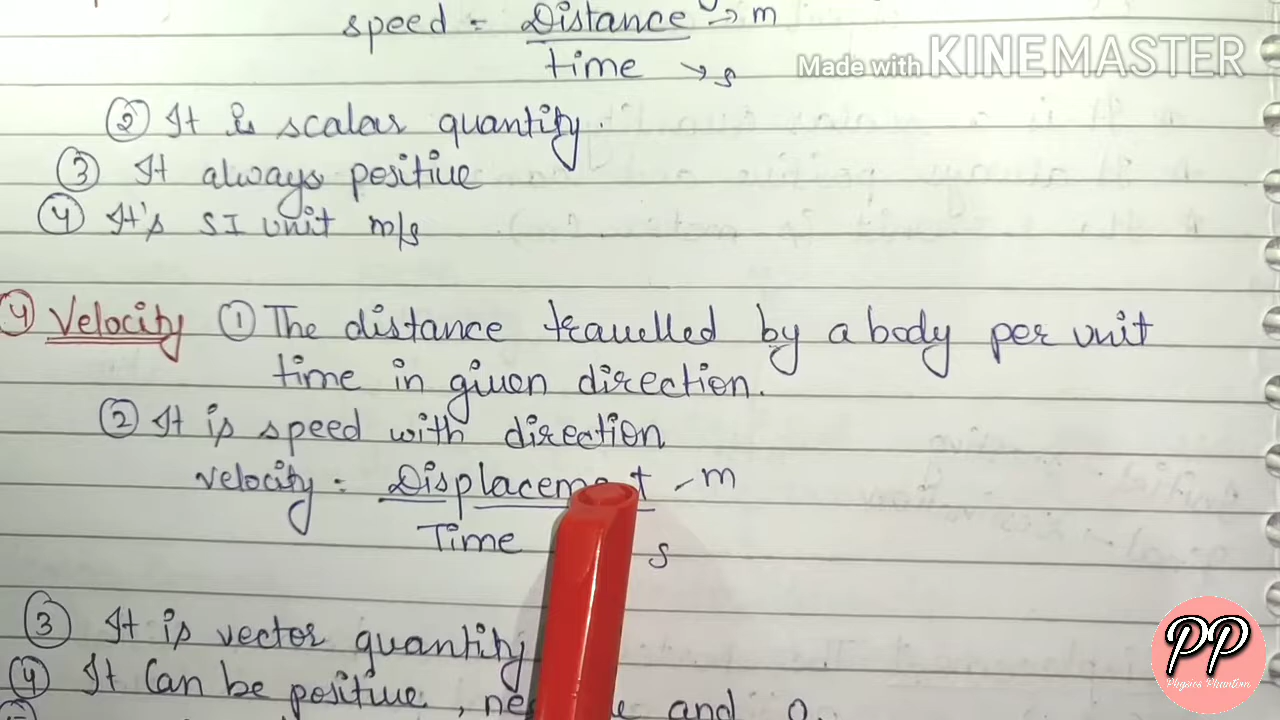 speed = Distance → m
time → s
Made with KINEMASTER
② It is scalar quantity.
③ It always positive
④ It's SI unit m/s
④ Velocity ① The distance travelled by a body per unit
time in given direction.
② It is speed with direction
velocity = Displacement - m
Time s
③ It is vector quantity
④ It can be positive, and 0.
PP
Physics Phantom